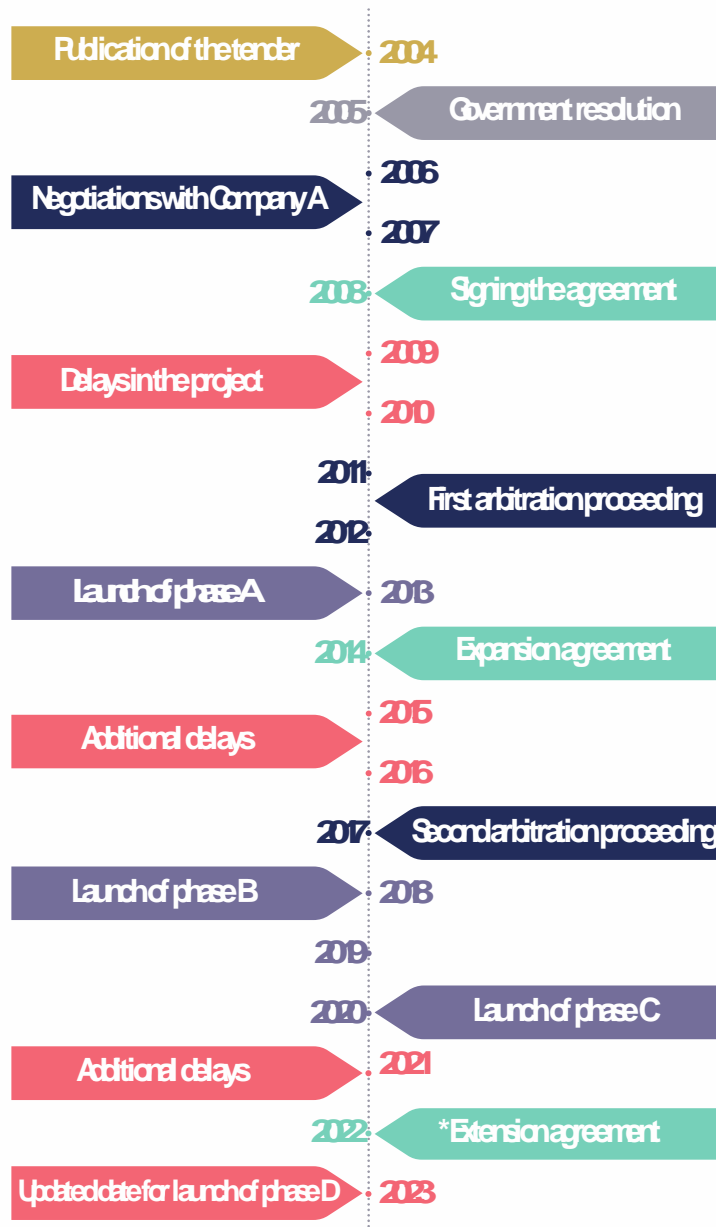 Publication of the tender
2004
2005
Government resolution
2006
Negotiations with Company A
2007
2008
Signing the agreement
2009
Delays in the project
2010
2011
First arbitration proceeding
2012
Launch of phase A
2013
2014
Expansion agreement
2015
Additional delays
2016
2017
Second arbitration proceeding
Launch of phase B
2018
2019
2020
Launch of phase C
Additional delays
2021
2022
*Extension agreement
Updated date for launch of phase D
2023